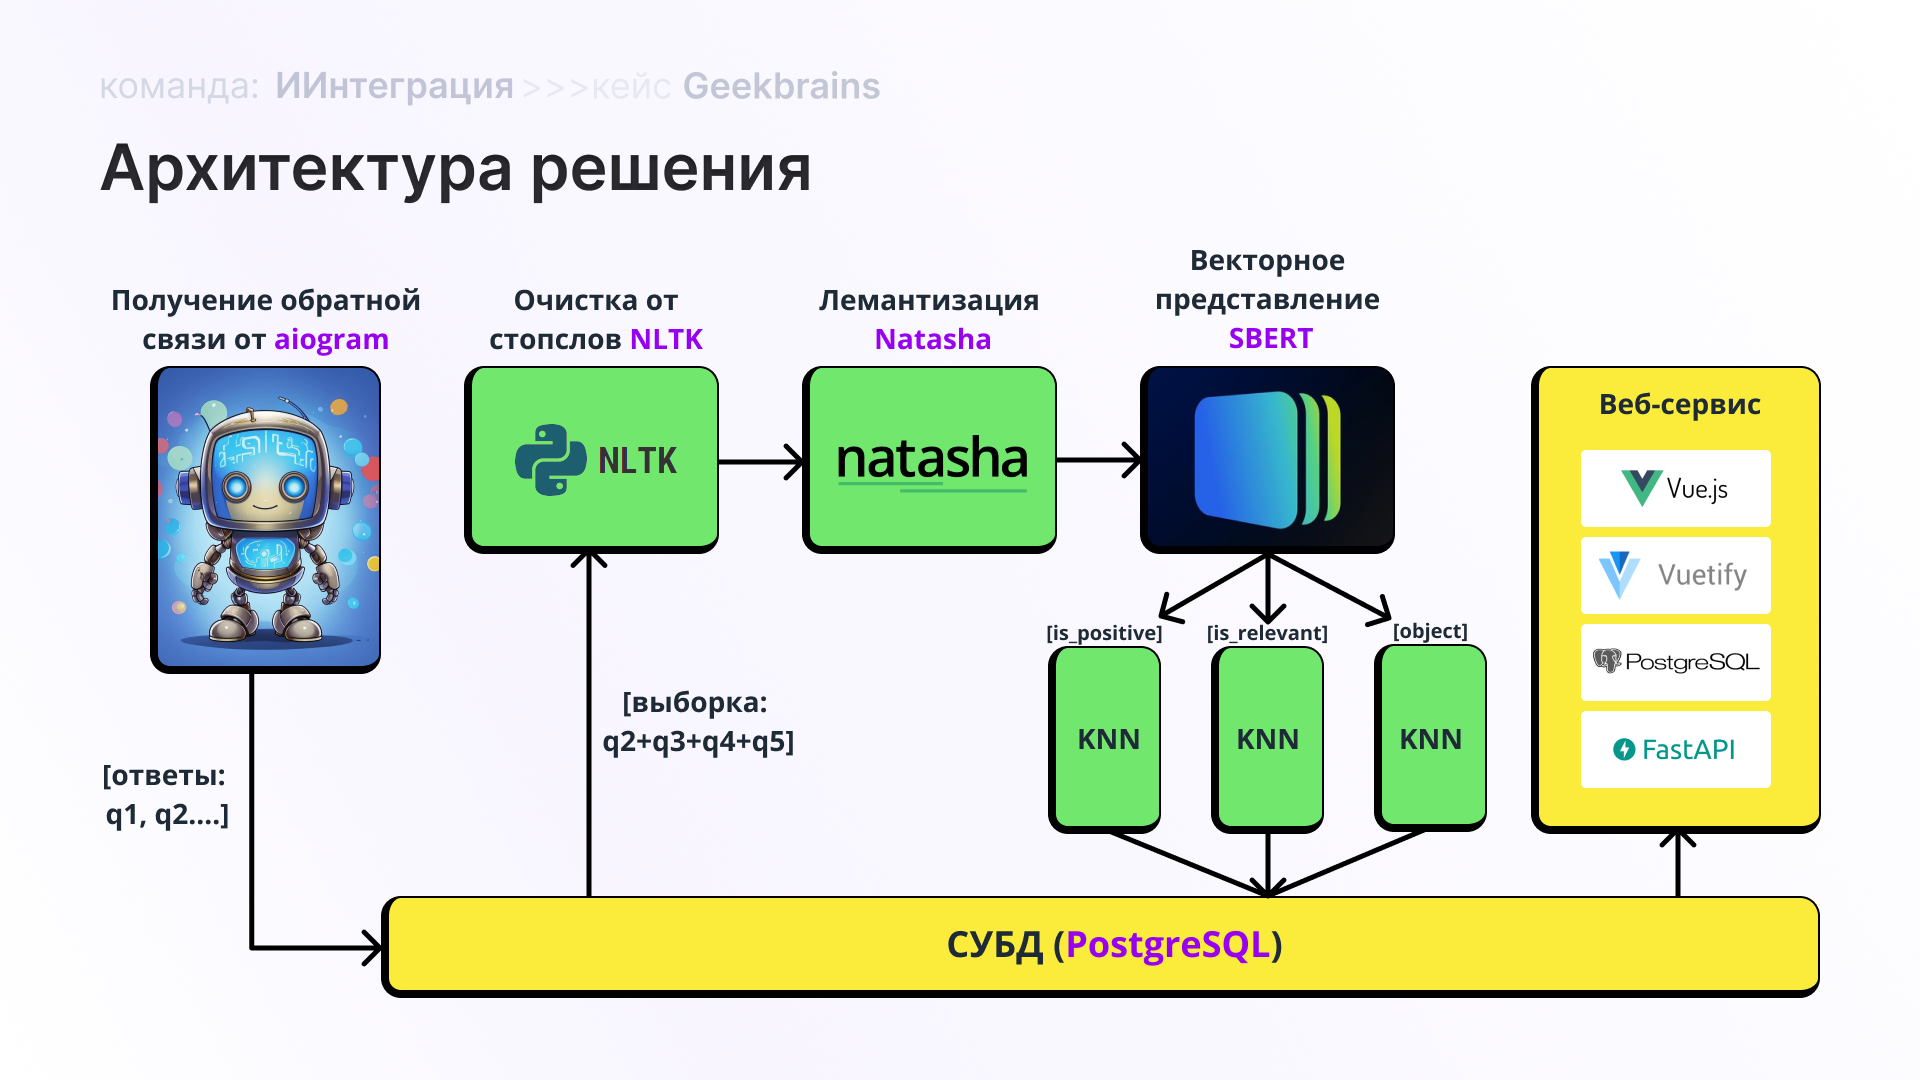 команда: ИИнтеграция >>>кейс Geekbrains
Архитектура решения
Получение обратной
связи от aiogram
Очистка от
стопслов NLTK
Лемантизация
Natasha
Векторное
представление
SBERT
NLTK
natasha
Веб-сервис
Vue.js
Vuetify
PostgreSQL
FastAPI
[is_positive]
[is_relevant]
[object]
KNN
KNN
KNN
[выборка:
q2+q3+q4+q5]
[ответы:
q1, q2....]
СУБД (PostgreSQL)